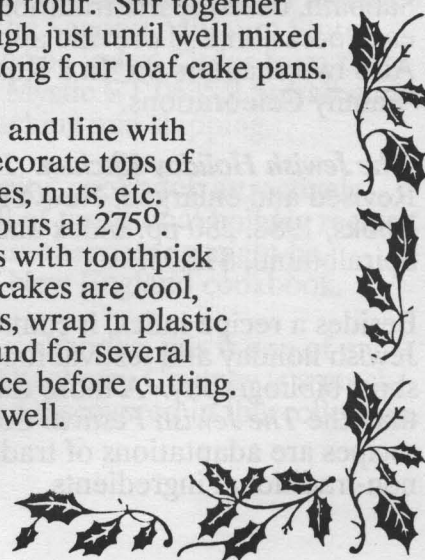 p flour. Stir together
gh just until well mixed.
ong four loaf cake pans.
and line with
ecorate tops of
es, nuts, etc.
ours at 275°
s with toothpick
cakes are cool,
s, wrap in plastic
and for several
ce before cutting.
well.